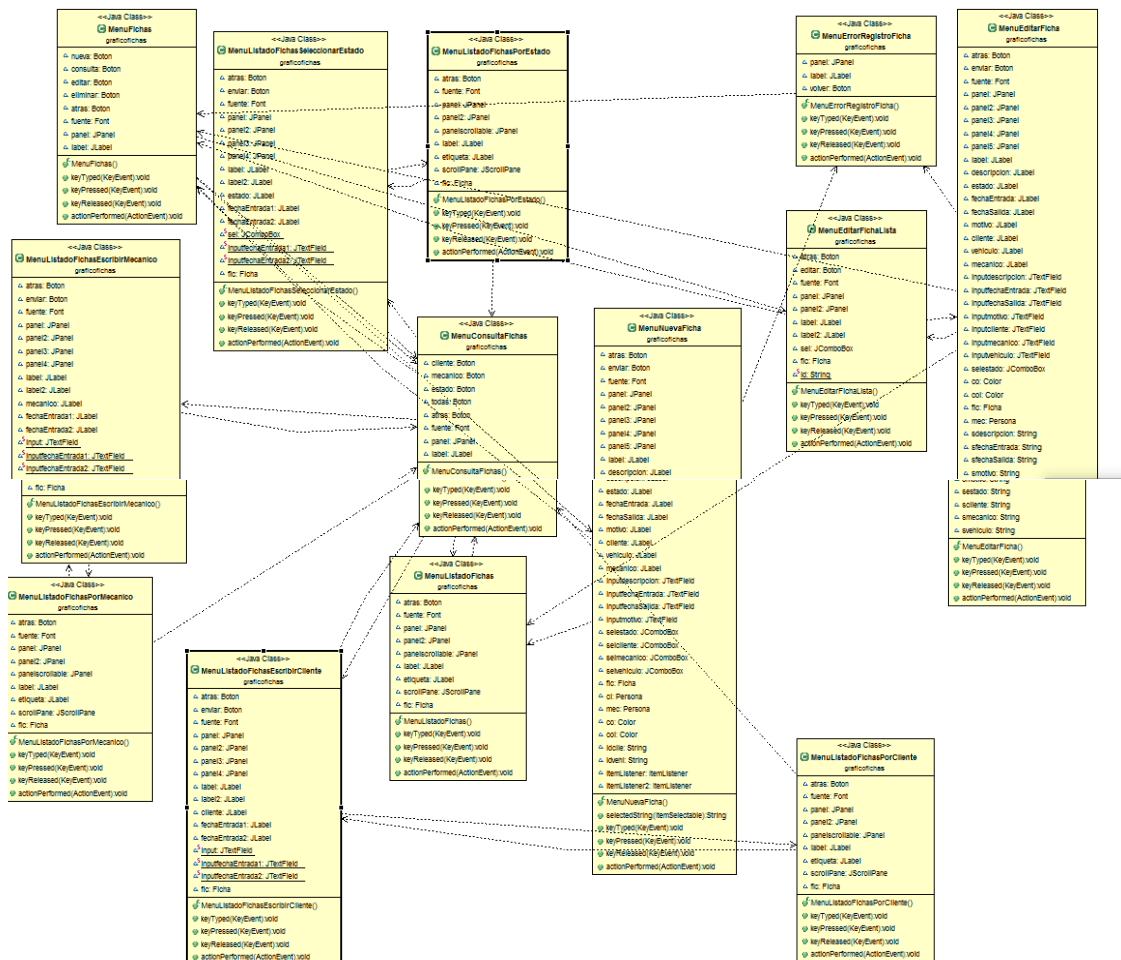 <<Java Class>>
MenuFichas
graficofichas
nueva: Boton
consulta: Boton
editar: Boton
eliminar: Boton
atras: Boton
fuente: Font
panel: JPanel
label: JLabel
MenuFichas()
keyTyped(KeyEvent):void
keyPressed(KeyEvent):void
keyReleased(KeyEvent):void
actionPerformed(ActionEvent):void
<<Java Class>>
MenuListadoFichasSeleccionarEstado
graficofichas
atras: Boton
enviar: Boton
fuente: Font
panel: JPanel
panel2: JPanel
panel3: JPanel
panel4: JPanel
label: JLabel
label2: JLabel
estado: JLabel
fechaEntrada1: JLabel
fechaEntrada2: JLabel
sel: JComboBox
inputfechaEntrada1: JTextField
inputfechaEntrada2: JTextField
fic: Ficha
MenuListadoFichasSeleccionarEstado()
keyTyped(KeyEvent):void
keyPressed(KeyEvent):void
keyReleased(KeyEvent):void
actionPerformed(ActionEvent):void
<<Java Class>>
MenuListadoFichasPorEstado
graficofichas
atras: Boton
fuente: Font
panel: JPanel
panel2: JPanel
panelscrollable: JPanel
label: JLabel
etiqueta: JLabel
scrollPane: JScrollPane
fic: Ficha
MenuListadoFichasPorEstado()
keyTyped(KeyEvent):void
keyPressed(KeyEvent):void
keyReleased(KeyEvent):void
actionPerformed(ActionEvent):void
<<Java Class>>
MenuErrorRegistroFicha
graficofichas
panel: JPanel
label: JLabel
volver: Boton
MenuErrorRegistroFicha()
keyTyped(KeyEvent):void
keyPressed(KeyEvent):void
keyReleased(KeyEvent):void
actionPerformed(ActionEvent):void
<<Java Class>>
MenuEditarFicha
graficofichas
atras: Boton
enviar: Boton
fuente: Font
panel: JPanel
panel2: JPanel
panel3: JPanel
panel4: JPanel
panel5: JPanel
label: JLabel
descripcion: JLabel
estado: JLabel
fechaEntrada: JLabel
fechaSalida: JLabel
motivo: JLabel
cliente: JLabel
vehiculo: JLabel
mecanico: JLabel
inputdescripcion: JTextField
inputfechaEntrada: JTextField
inputfechaSalida: JTextField
inputmotivo: JTextField
inputcliente: JTextField
inputmecanico: JTextField
inputvehiculo: JTextField
selestado: JComboBox
co: Color
col: Color
fic: Ficha
mec: Persona
sdescripcion: String
sfechaEntrada: String
sfechaSalida: String
smotivo: String
sestado: String
scliente: String
smecanico: String
svehiculo: String
MenuEditarFicha()
keyTyped(KeyEvent):void
keyPressed(KeyEvent):void
keyReleased(KeyEvent):void
actionPerformed(ActionEvent):void
<<Java Class>>
MenuEditarFichaLista
graficofichas
atras: Boton
editar: Boton
fuente: Font
panel: JPanel
panel2: JPanel
label: JLabel
label2: JLabel
sel: JComboBox
fic: Ficha
id: String
MenuEditarFichaLista()
keyTyped(KeyEvent):void
keyPressed(KeyEvent):void
keyReleased(KeyEvent):void
actionPerformed(ActionEvent):void
<<Java Class>>
MenuListadoFichasEscribirMecanico
graficofichas
atras: Boton
enviar: Boton
fuente: Font
panel: JPanel
panel2: JPanel
panel3: JPanel
panel4: JPanel
label: JLabel
label2: JLabel
mecanico: JLabel
fechaEntrada1: JLabel
fechaEntrada2: JLabel
input: JTextField
inputfechaEntrada1: JTextField
inputfechaEntrada2: JTextField
fic: Ficha
MenuListadoFichasEscribirMecanico()
keyTyped(KeyEvent):void
keyPressed(KeyEvent):void
keyReleased(KeyEvent):void
actionPerformed(ActionEvent):void
<<Java Class>>
MenuConsultaFichas
graficofichas
cliente: Boton
mecanico: Boton
estado: Boton
todas: Boton
atras: Boton
fuente: Font
panel: JPanel
label: JLabel
MenuConsultaFichas()
keyTyped(KeyEvent):void
keyPressed(KeyEvent):void
keyReleased(KeyEvent):void
actionPerformed(ActionEvent):void
<<Java Class>>
MenuNuevaFicha
graficofichas
atras: Boton
enviar: Boton
fuente: Font
panel: JPanel
panel2: JPanel
panel3: JPanel
panel4: JPanel
panel5: JPanel
label: JLabel
descripcion: JLabel
estado: JLabel
fechaEntrada: JLabel
fechaSalida: JLabel
motivo: JLabel
cliente: JLabel
vehiculo: JLabel
mecanico: JLabel
inputdescripcion: JTextField
inputfechaEntrada: JTextField
inputfechaSalida: JTextField
inputmotivo: JTextField
selestado: JComboBox
selcliente: JComboBox
selmecanico: JComboBox
selvehiculo: JComboBox
fic: Ficha
cl: Persona
mec: Persona
co: Color
col: Color
idcile: String
idvehi: String
itemListener: ItemListener
itemListener2: ItemListener
MenuNuevaFicha()
selectedString(ItemSelectable):String
keyTyped(KeyEvent):void
keyPressed(KeyEvent):void
keyReleased(KeyEvent):void
actionPerformed(ActionEvent):void
<<Java Class>>
MenuListadoFichas
graficofichas
atras: Boton
fuente: Font
panel: JPanel
panel2: JPanel
panelscrollable: JPanel
label: JLabel
etiqueta: JLabel
scrollPane: JScrollPane
fic: Ficha
MenuListadoFichas()
keyTyped(KeyEvent):void
keyPressed(KeyEvent):void
keyReleased(KeyEvent):void
actionPerformed(ActionEvent):void
<<Java Class>>
MenuListadoFichasPorMecanico
graficofichas
atras: Boton
fuente: Font
panel: JPanel
panel2: JPanel
panelscrollable: JPanel
label: JLabel
etiqueta: JLabel
scrollPane: JScrollPane
fic: Ficha
MenuListadoFichasPorMecanico()
keyTyped(KeyEvent):void
keyPressed(KeyEvent):void
keyReleased(KeyEvent):void
actionPerformed(ActionEvent):void
<<Java Class>>
MenuListadoFichasEscribirCliente
graficofichas
atras: Boton
enviar: Boton
fuente: Font
panel: JPanel
panel2: JPanel
panel3: JPanel
panel4: JPanel
label: JLabel
label2: JLabel
cliente: JLabel
fechaEntrada1: JLabel
fechaEntrada2: JLabel
input: JTextField
inputfechaEntrada1: JTextField
inputfechaEntrada2: JTextField
fic: Ficha
MenuListadoFichasEscribirCliente()
keyTyped(KeyEvent):void
keyPressed(KeyEvent):void
keyReleased(KeyEvent):void
actionPerformed(ActionEvent):void
<<Java Class>>
MenuListadoFichasPorCliente
graficofichas
atras: Boton
fuente: Font
panel: JPanel
panel2: JPanel
panelscrollable: JPanel
label: JLabel
etiqueta: JLabel
scrollPane: JScrollPane
fic: Ficha
MenuListadoFichasPorCliente()
keyTyped(KeyEvent):void
keyPressed(KeyEvent):void
keyReleased(KeyEvent):void
actionPerformed(ActionEvent):void